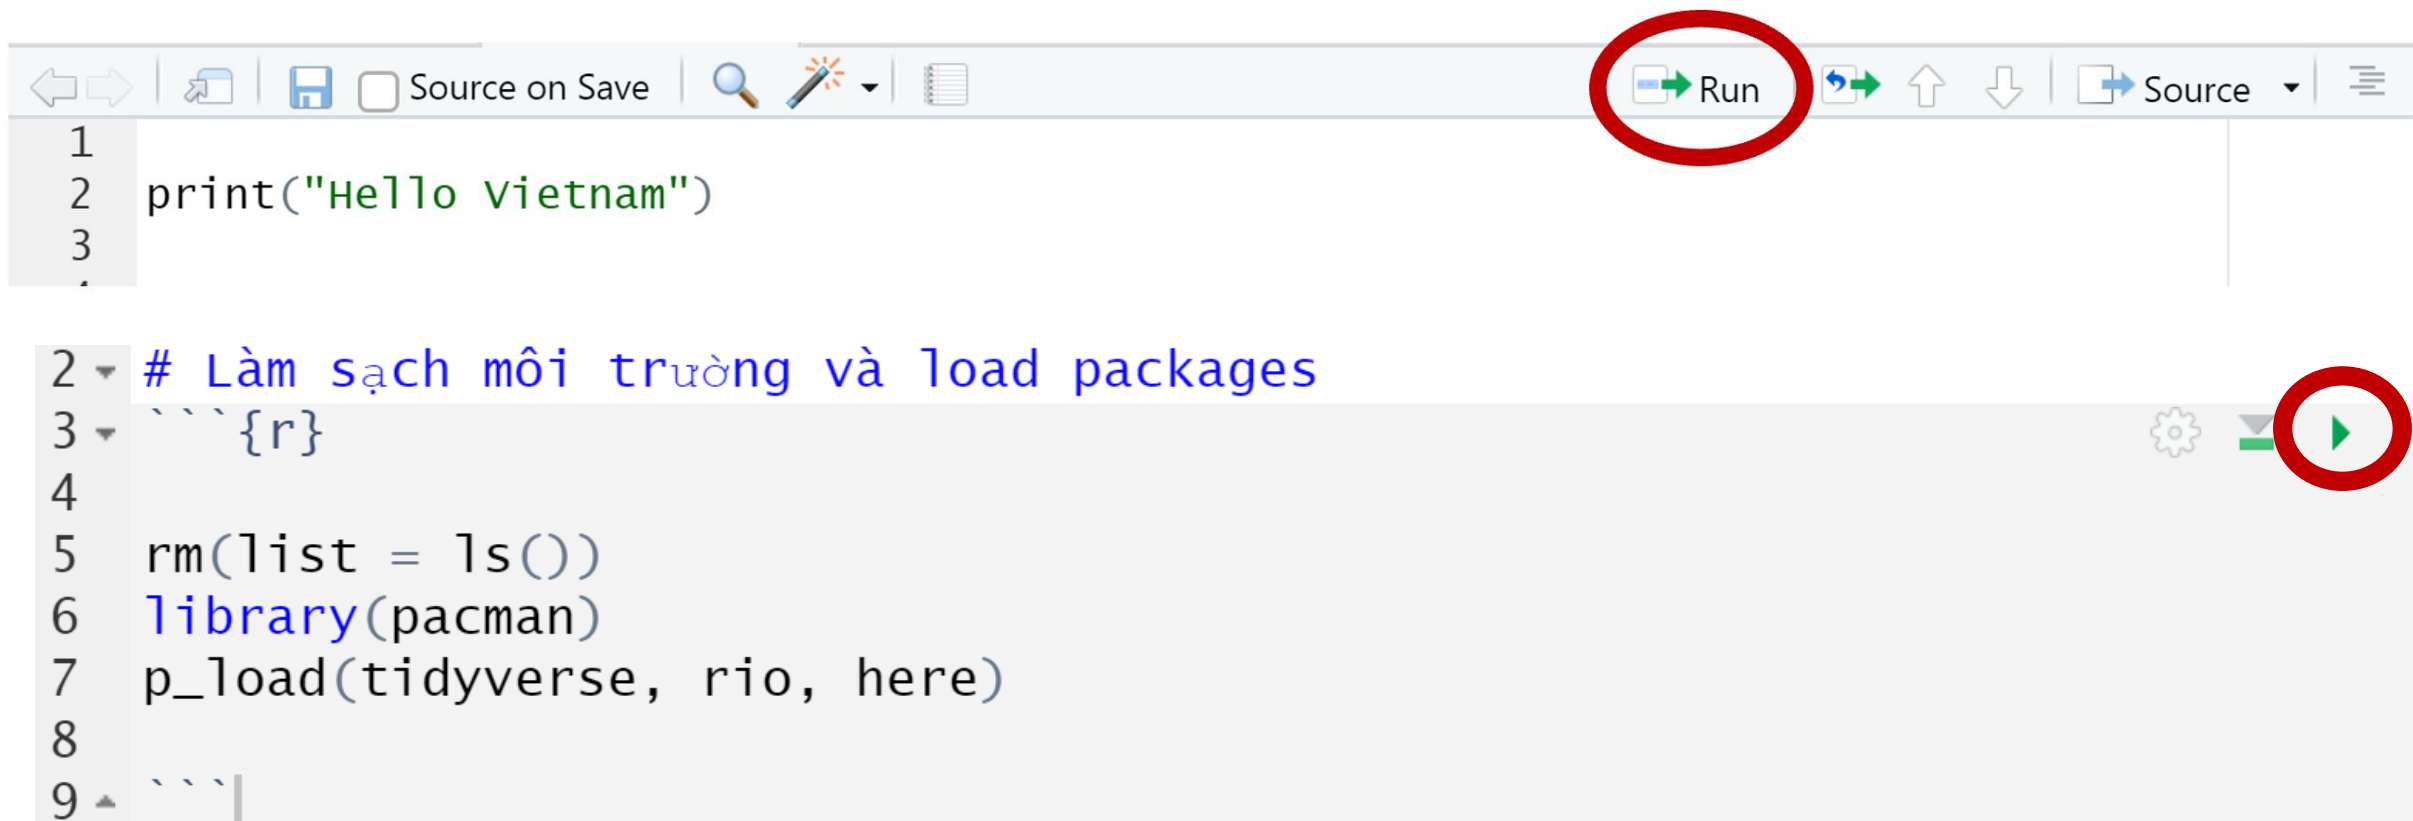 Source on Save Run Source
1
2 print("Hello Vietnam")
3
2 # Làm sạch môi trường và load packages
3 ```{r}
4
5 rm(list = ls())
6 library(pacman)
7 p_load(tidyverse, rio, here)
8
9 ```